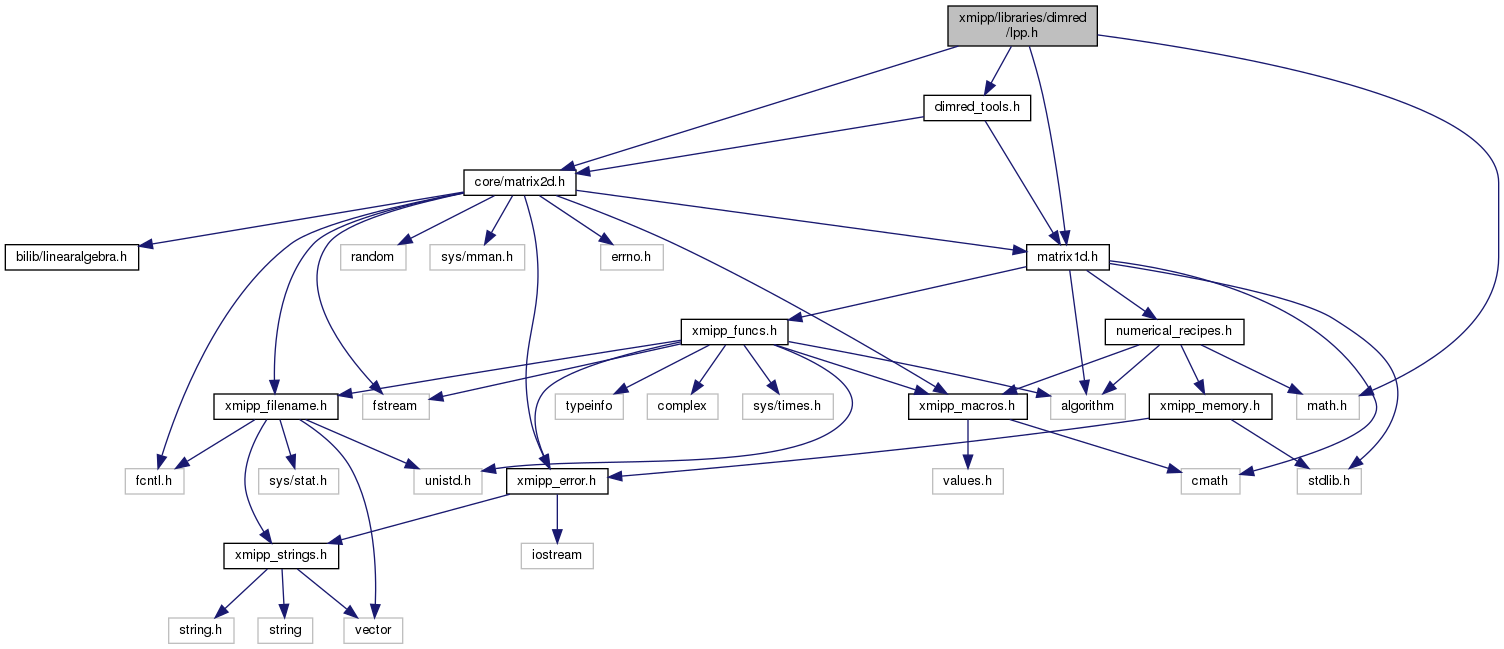 xmipp/libraries/dimred
/lpp.h
dimred_tools.h
core/matrix2d.h
bilib/linearalgebra.h
random
sys/mman.h
errno.h
matrix1d.h
xmipp_funcs.h
numerical_recipes.h
xmipp_filename.h
fstream
typeinfo
complex
sys/times.h
xmipp_macros.h
algorithm
xmipp_memory.h
math.h
fcntl.h
sys/stat.h
unistd.h
xmipp_error.h
values.h
cmath
stdlib.h
xmipp_strings.h
iostream
string.h
string
vector